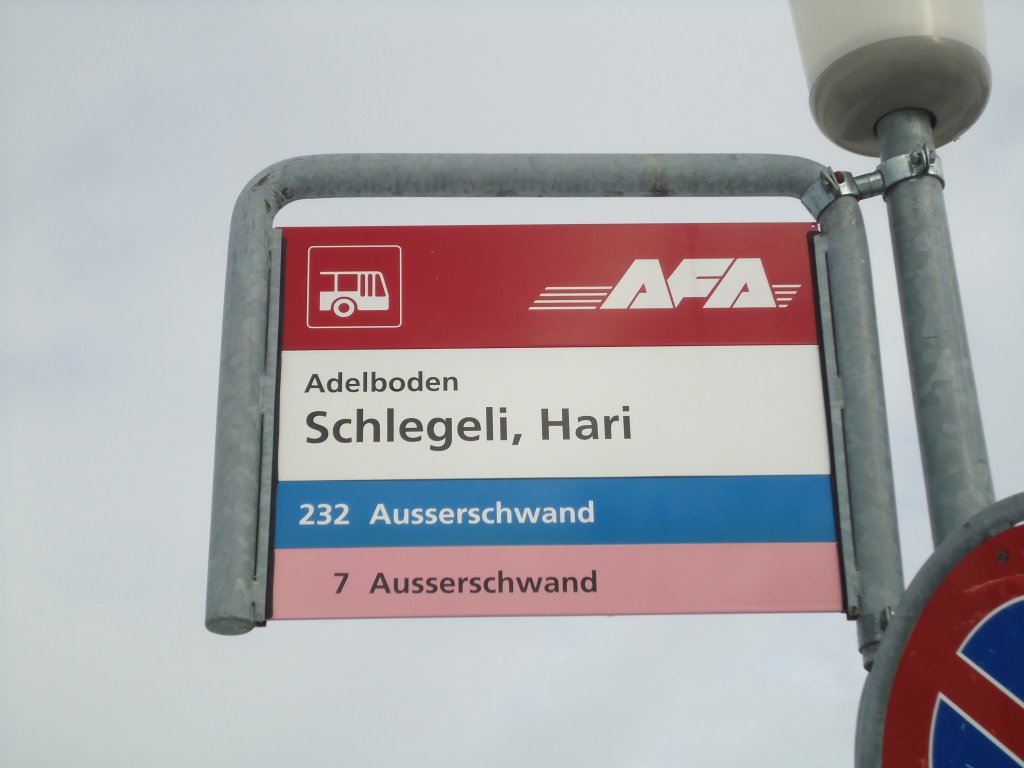 AFA
Adelboden
Schlegeli, Hari
232 Ausserschwand
7 Ausserschwand